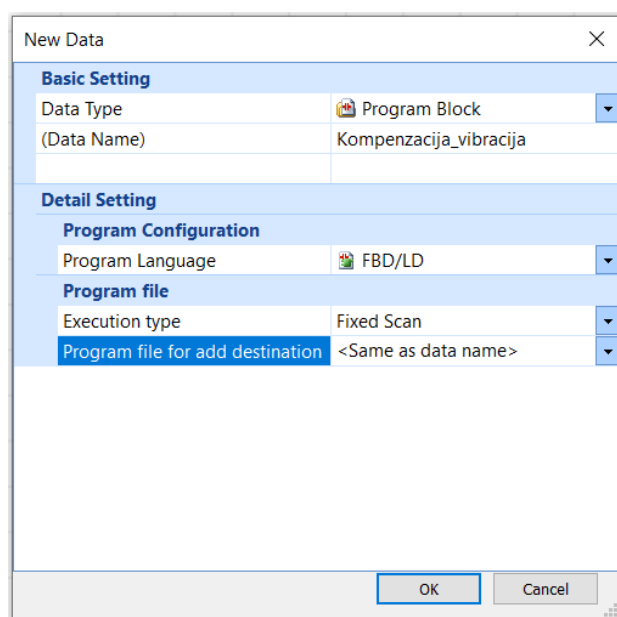 New Data
Basic Setting
Data Type Program Block
(Data Name) Kompenzacija_vibracija
Detail Setting
Program Configuration
Program Language FBD/LD
Program file
Execution type Fixed Scan
Program file for add destination <Same as data name>
OK Cancel